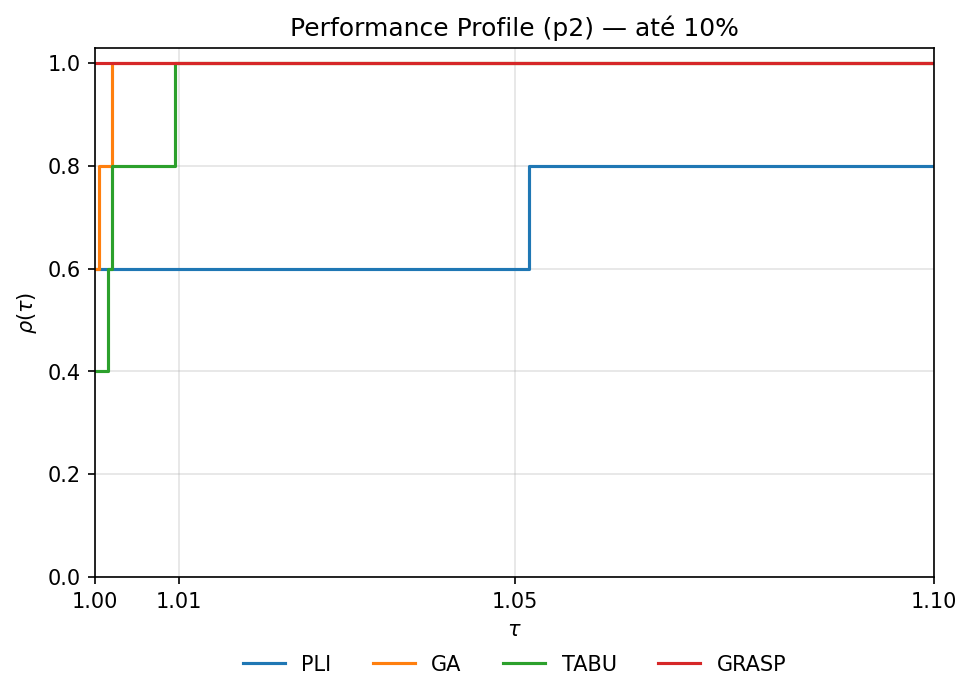 Performance Profile (p2) — até 10%
1.0
0.8
0.6
0.4
0.2
0.0
ρ(τ)
1.00 1.01 1.05 1.10
τ
PLI GA TABU GRASP